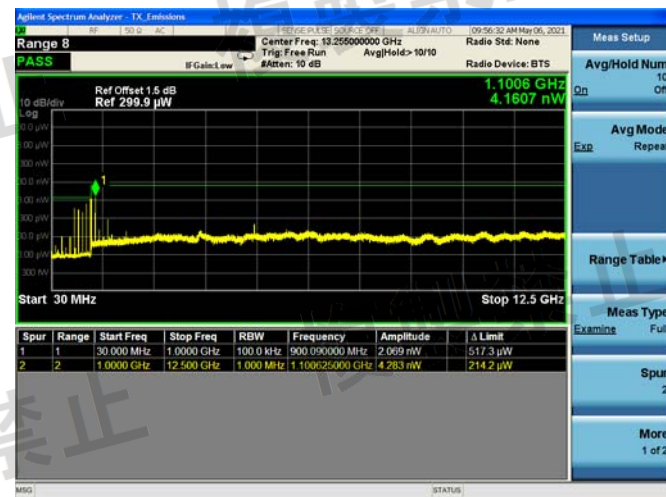 Agilent Spectrum Analyzer - TX_Emissions
RF 50 Ω AC SENSE:PULSE SOURCE OFF ALIGN AUTO 09:56:32 AM May 06, 2021
Range 8
PASS
IFGain:Low
Center Freq: 13.255000000 GHz
Trig: Free Run Avg|Hold:> 10/10
#Atten: 10 dB
Radio Std: None
Radio Device: BTS
1.1006 GHz
4.1607 nW
Ref Offset 1.5 dB
10 dB/div Ref 299.9 µW
Log
1
Start 30 MHz Stop 12.5 GHz
Spur Range Start Freq Stop Freq RBW Frequency Amplitude Δ Limit
1 1 30.000 MHz 1.0000 GHz 100.0 kHz 900.090000 MHz 2.069 nW 517.3 µW
2 2 1.0000 GHz 12.500 GHz 1.000 MHz 1.100625000 GHz 4.283 nW 214.2 µW
MSG STATUS
Meas Setup
Avg/Hold Num
10
On Off
Avg Mode
Exp Repeat
Range Table
Meas Type
Examine Full
Spur
2
More
1 of 2
禁止